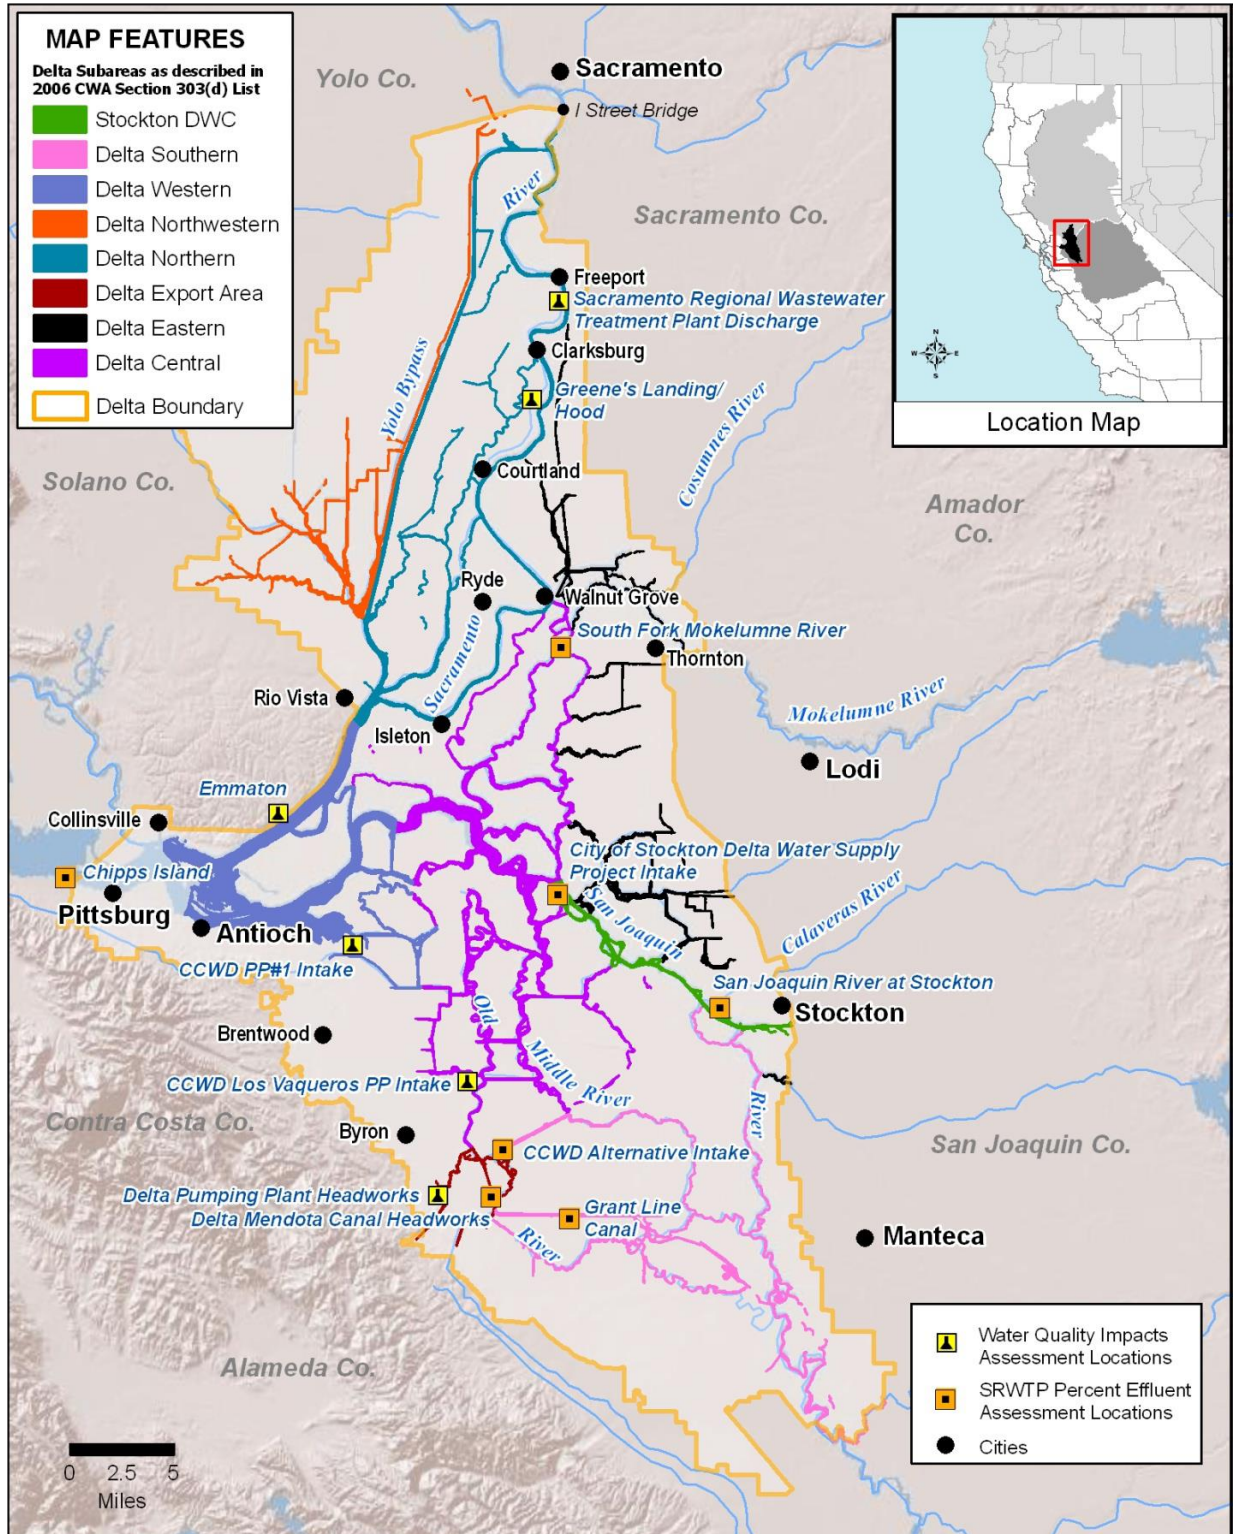 MAP FEATURES
Delta Subareas as described in
2006 CWA Section 303(d) List
Stockton DWC
Delta Southern
Delta Western
Delta Northwestern
Delta Northern
Delta Export Area
Delta Eastern
Delta Central
Delta Boundary
Yolo Co.
Sacramento
I Street Bridge
River
Sacramento Co.
N
W
E
S
Location Map
Freeport
Sacramento Regional Wastewater
Treatment Plant Discharge
Clarksburg
Yolo Bypass
Greene's Landing/
Hood
Cosumnes River
Courtland
Solano Co.
Amador
Co.
Ryde
Walnut Grove
South Fork Mokelumne River
Sacramento
Thornton
Rio Vista
Mokelumne River
Isleton
Lodi
Emmaton
Collinsville
City of Stockton Delta Water Supply
Project Intake
Chipps Island
Pittsburg
San Joaquin
Calaveras River
Antioch
CCWD PP#1 Intake
San Joaquin River at Stockton
Stockton
Old
Brentwood
Middle River
CCWD Los Vaqueros PP Intake
River
Contra Costa Co.
Byron
San Joaquin Co.
CCWD Alternative Intake
Delta Pumping Plant Headworks
Delta Mendota Canal Headworks
Grant Line
Canal
River
Manteca
Alameda Co.
Water Quality Impacts
Assessment Locations
SRWTP Percent Effluent
Assessment Locations
Cities
0 2.5 5
Miles